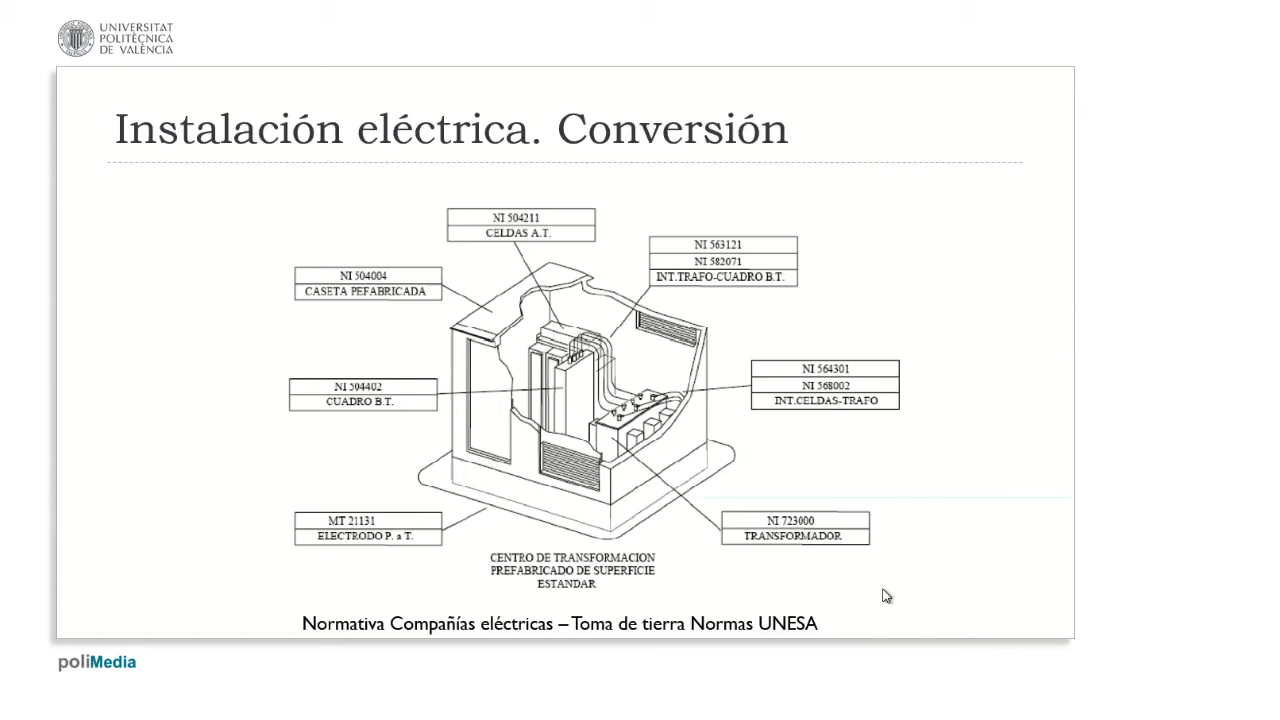 UNIVERSITAT
POLITÈCNICA
DE VALÈNCIA
Instalación eléctrica. Conversión
NI 504211
CELDAS A.T.
NI 563121
NI 582071
INT.TRAFO-CUADRO B.T.
NI 504004
CASETA PEFABRICADA
NI 564301
NI 568002
INT.CELDAS-TRAFO
NI 504402
CUADRO B.T.
MT 21131
ELECTRODO P. a T.
NI 723000
TRANSFORMADOR
CENTRO DE TRANSFORMACION
PREFABRICADO DE SUPERFICIE
ESTANDAR
Normativa Compañías eléctricas – Toma de tierra Normas UNESA
poliMedia